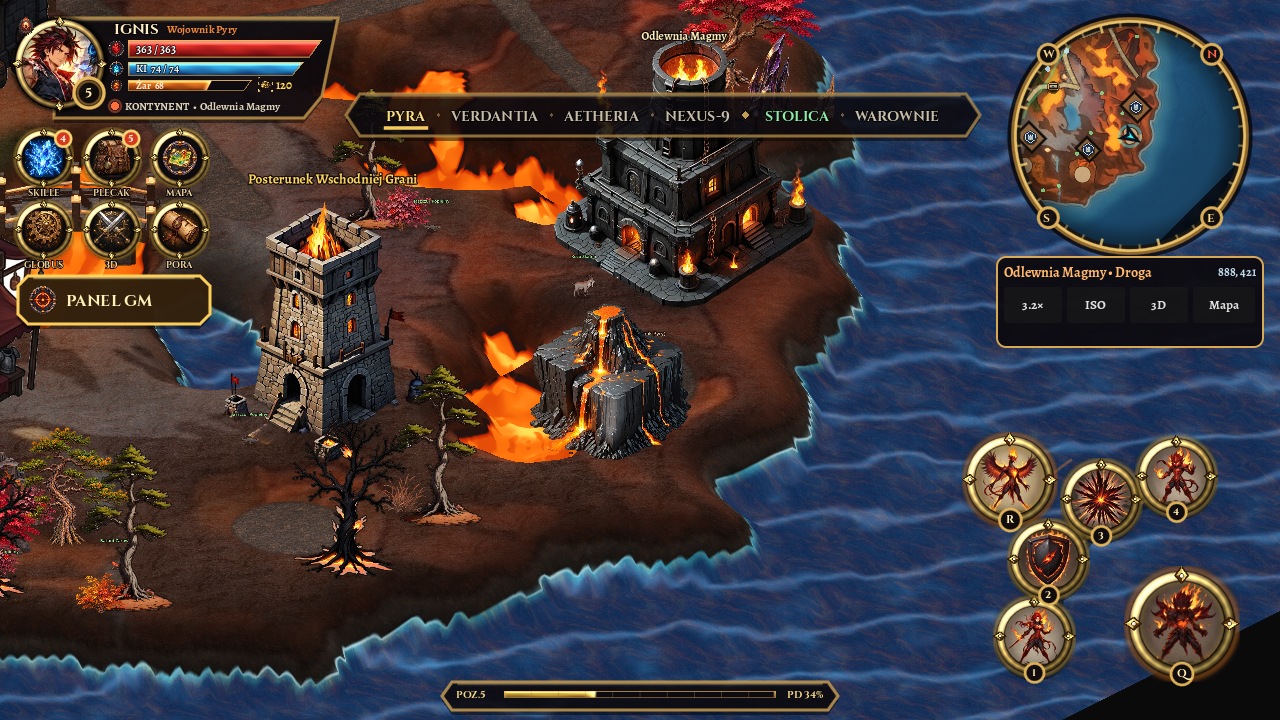 IGNIS Wojownik Pyry
363 / 363
KI 74 / 74
Żar 68
120
5
KONTYNENT • Odlewnia Magmy
Odlewnia Magmy
PYRA VERDANTIA AETHERIA NEXUS-9 STOLICA WAROWNIE
W N
S E
4 5
SKILLE PLECAK MAPA
Posterunek Wschodniej Grani
GLOBUS 3D PORA
PANEL GM
Odlewnia Magmy • Droga 888, 421
3.2× ISO 3D Mapa
R 4
3
2
1 Q
POZ.5 PD 34%